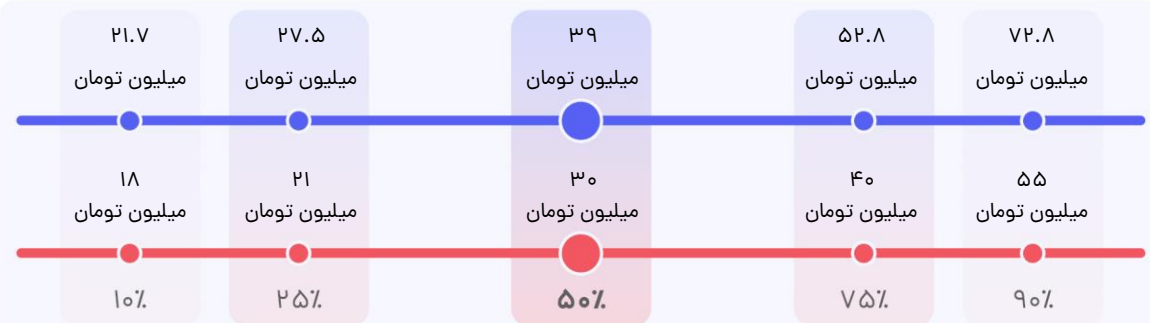 ۲۱.۷ ۲۷.۵ ۳۹ ۵۲.۸ ۷۲.۸
میلیون تومان میلیون تومان میلیون تومان میلیون تومان میلیون تومان
۱۸ ۲۱ ۳۰ ۴۰ ۵۵
میلیون تومان میلیون تومان میلیون تومان میلیون تومان میلیون تومان
۱۰٪ ۲۵٪ ۵۰٪ ۷۵٪ ۹۰٪